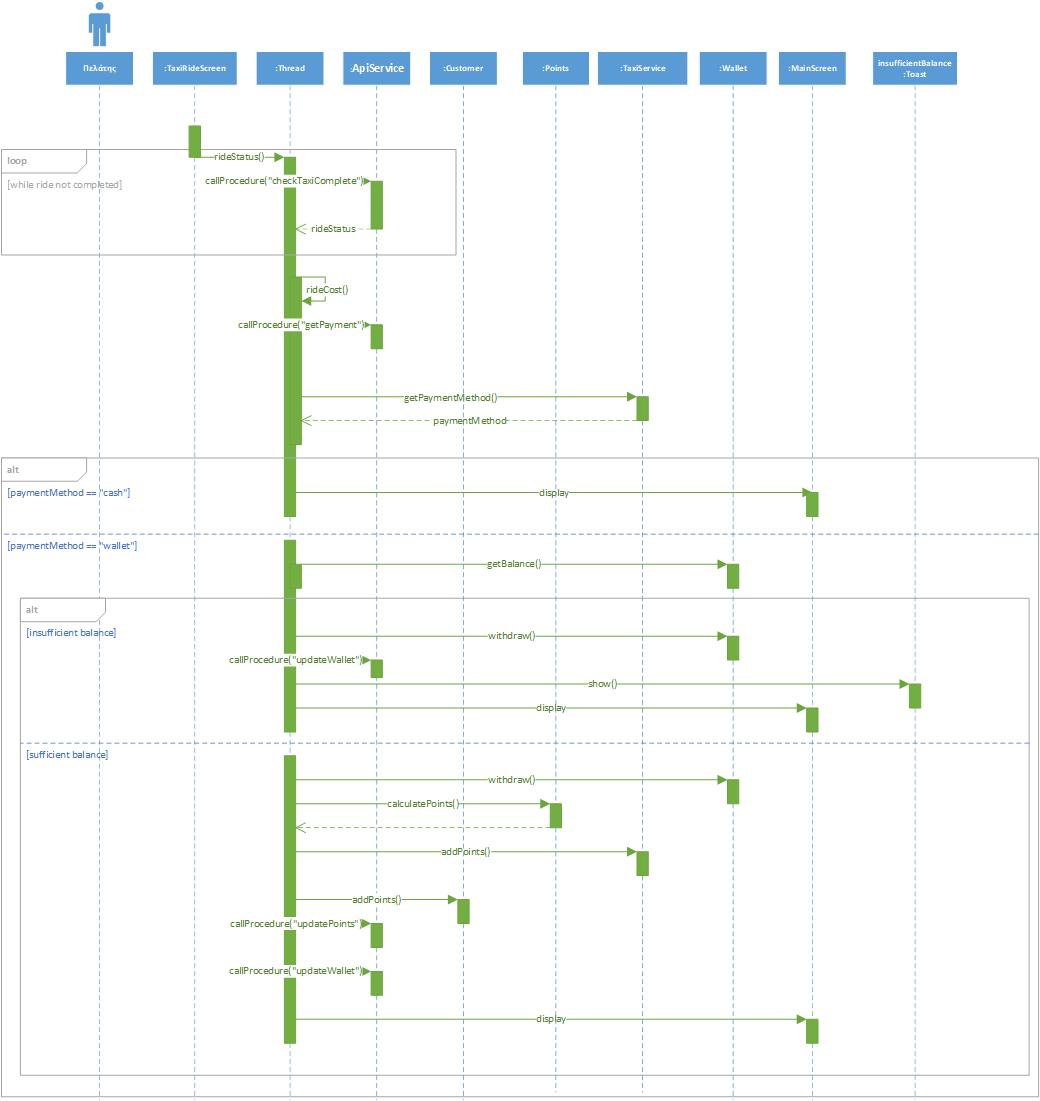 Πελάτης
:TaxiRideScreen
:Thread
:ApiService
:Customer
:Points
:TaxiService
:Wallet
:MainScreen
insufficientBalance
:Toast
loop
[while ride not completed]
rideStatus()
callProcedure("checkTaxiComplete")
rideStatus
rideCost()
callProcedure("getPayment")
getPaymentMethod()
paymentMethod
alt
[paymentMethod == "cash"]
display
[paymentMethod == "wallet"]
getBalance()
alt
[insufficient balance]
withdraw()
callProcedure("updateWallet")
show()
display
[sufficient balance]
withdraw()
calculatePoints()
addPoints()
addPoints()
callProcedure("updatePoints")
callProcedure("updateWallet")
display